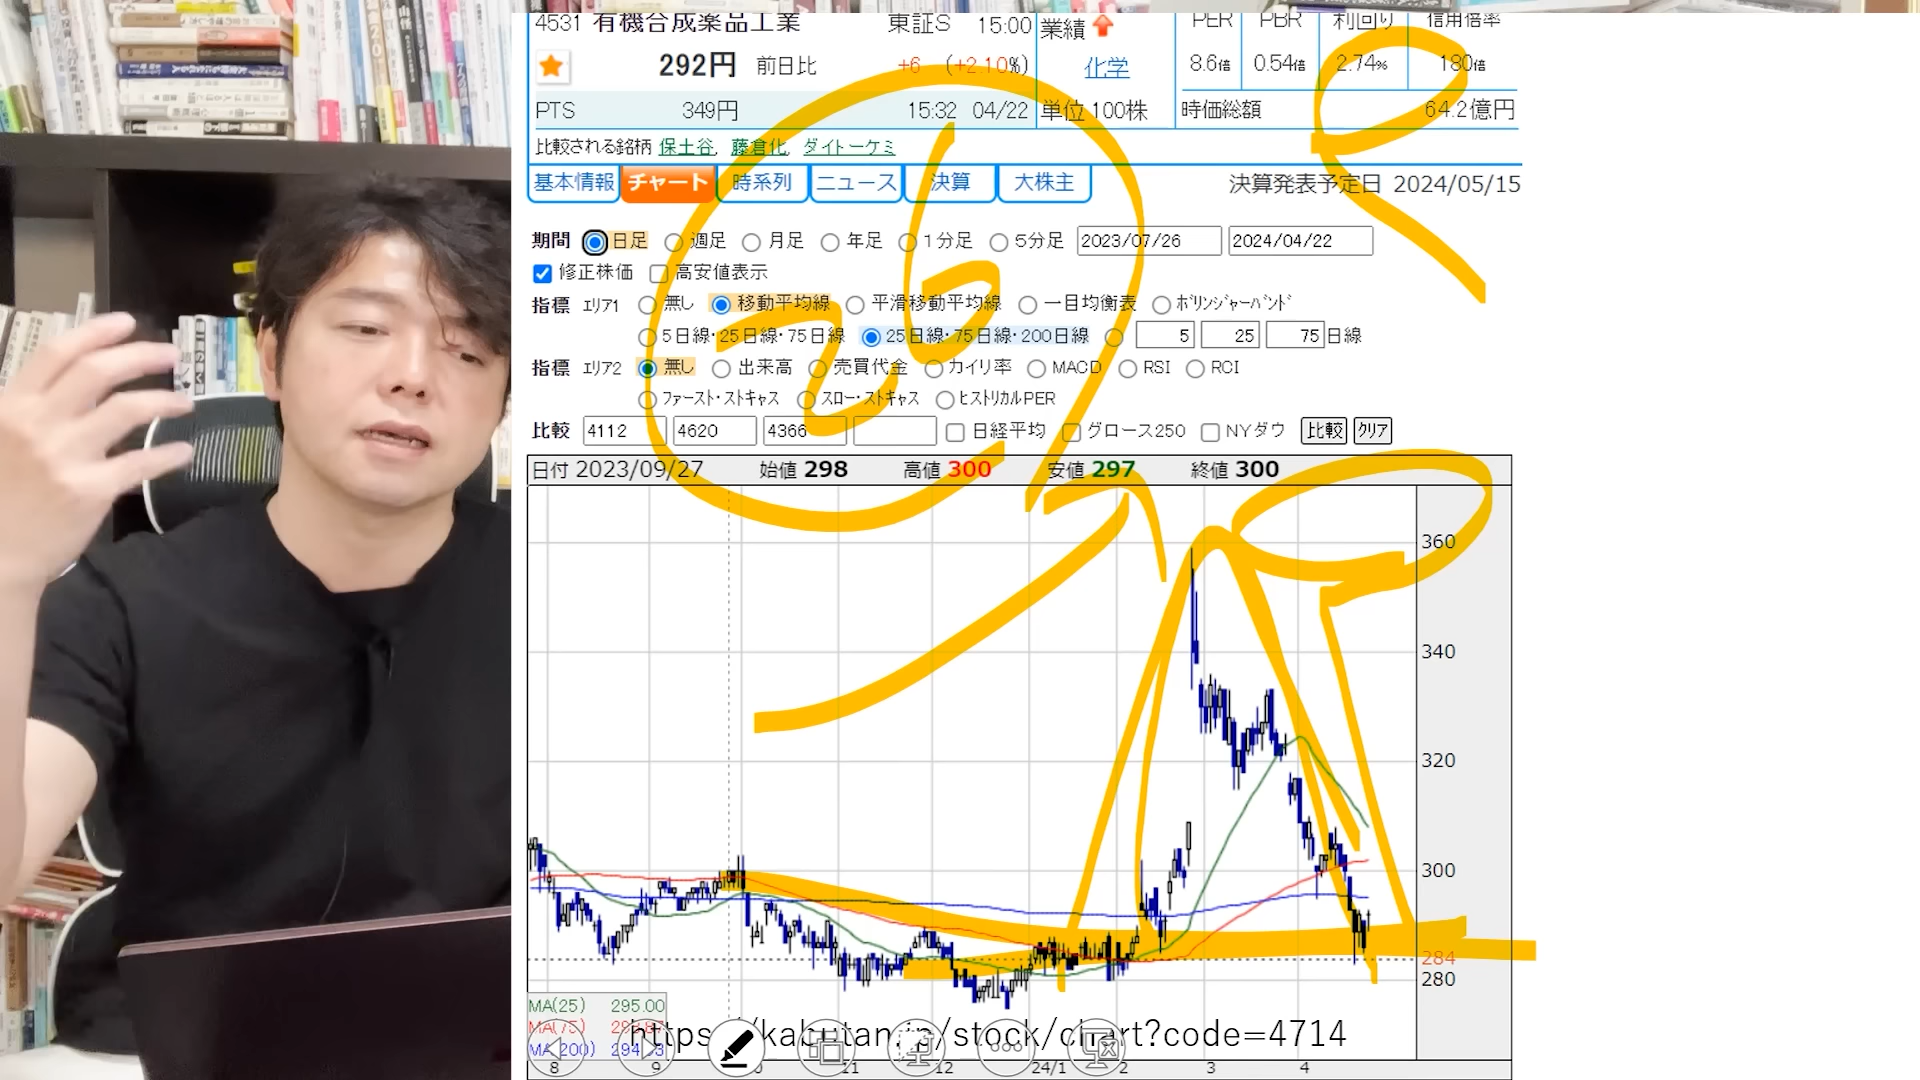 4531 有機合成薬品工業 東証S 15:00 業績 PER PBR 利回り 信用倍率
292円 前日比 +6 (+2.10%) 化学 8.6倍 0.54倍 2.74% 180倍
PTS 349円 15:32 04/22 単位 100株 時価総額 64.2億円
比較される銘柄 保土谷, 藤倉化, ダイトーケミ
基本情報 チャート 時系列 ニュース 決算 大株主 決算発表予定日 2024/05/15
期間 日足 週足 月足 年足 1分足 5分足 2023/07/26 2024/04/22
修正株価 高安値表示
指標 エリア1 無し 移動平均線 平滑移動平均線 一目均衡表 ボリンジャーバンド
5日線・25日線・75日線 25日線・75日線・200日線 5 25 75 日線
指標 エリア2 無し 出来高 売買代金 カイリ率 MACD RSI RCI
ファースト・ストキャス スロー・ストキャス ヒストリカルPER
比較 4112 4620 4366 日経平均 グロース250 NYダウ 比較 クリア
日付 2023/09/27 始値 298 高値 300 安値 297 終値 300
360
340
320
300
284
280
MA(25) 295.00
MA(75)
MA(200)
https://kabutan.jp/stock/chart?code=4714
8 9 11 12 24/1 2 3 4